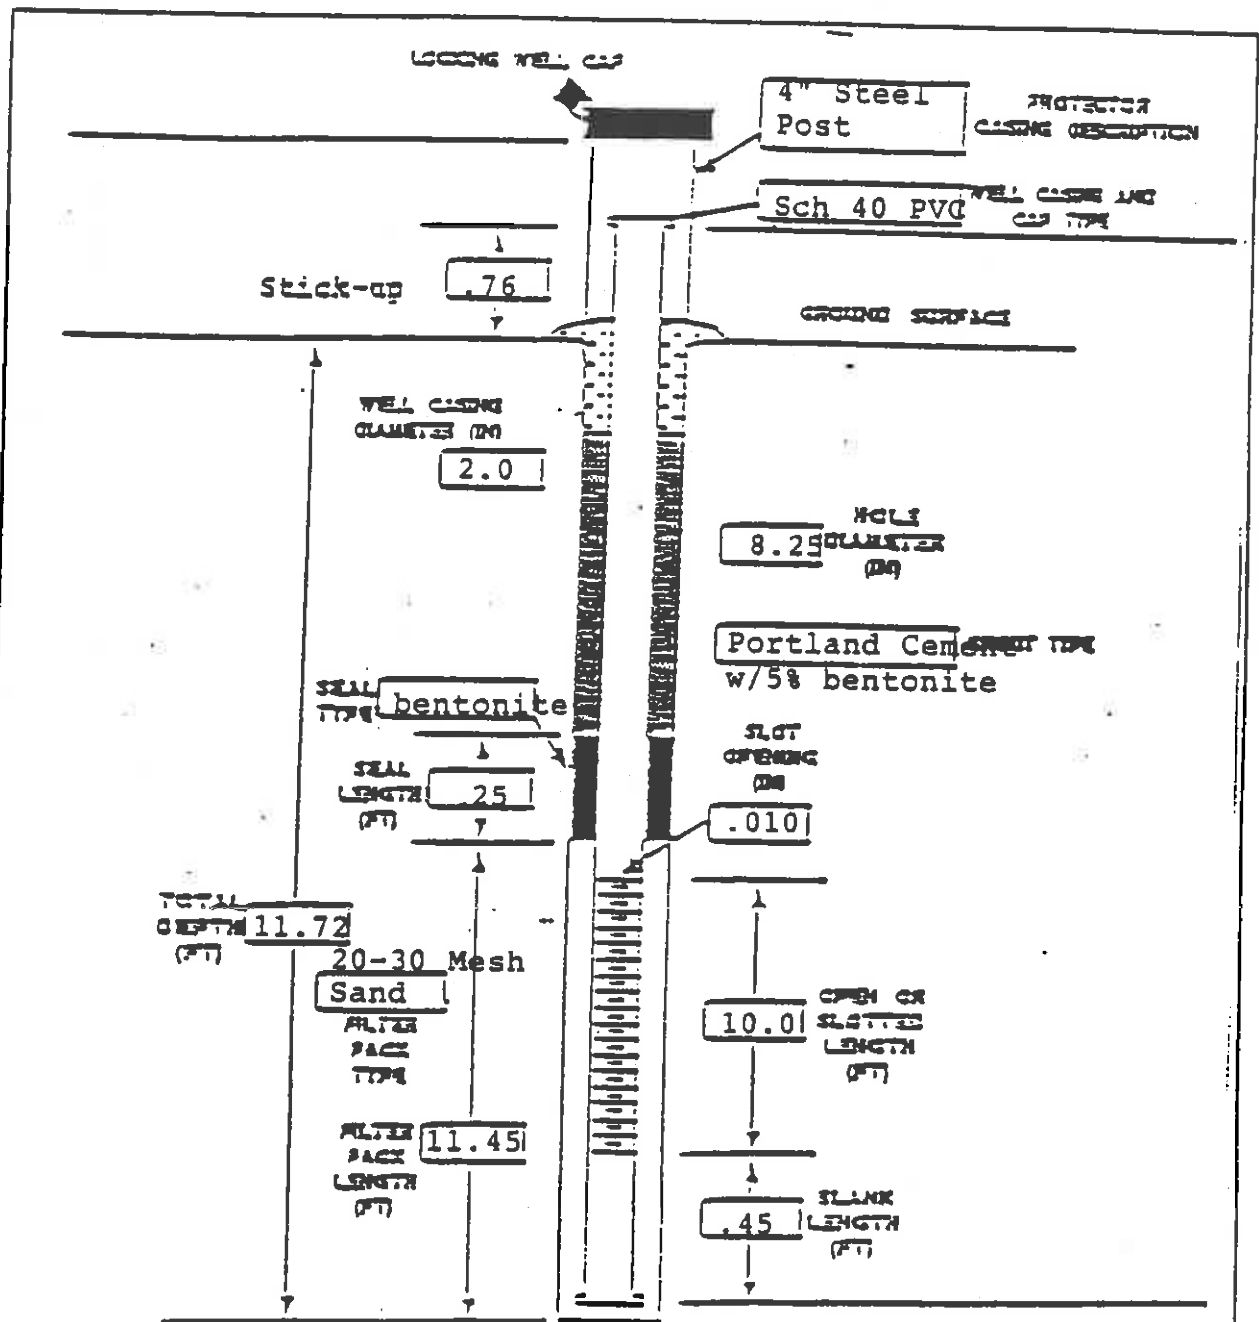 LOCKING WELL CAP
4" Steel
Post
PROTECTOR
CASING DESCRIPTION
Sch 40 PVC
WELL CASING AND
CAP TYPE
Stick-up
.76
GROUND SURFACE
WELL CASING
DIAMETER (IN)
2.0
8.25
HOLE
DIAMETER
(IN)
Portland Cement
GROUT TYPE
w/5% bentonite
SEAL
TYPE
bentonite
SLOT
OPENING
(IN)
SEAL
LENGTH
(FT)
.25
.010
TOTAL
DEPTH
(FT)
11.72
20-30 Mesh
Sand
FILTER
PACK
TYPE
10.0
OPEN OR
SLOTTED
LENGTH
(FT)
FILTER
PACK
LENGTH
(FT)
11.45
.45
BLANK
LENGTH
(FT)